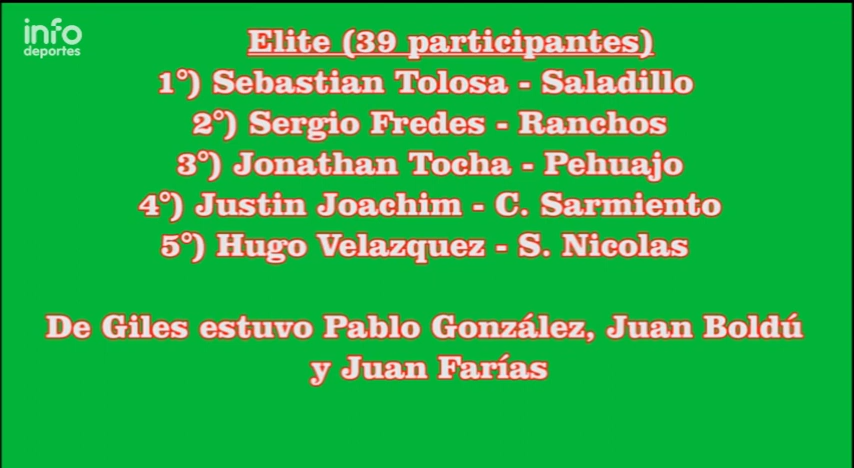 info
deportes
Elite (39 participantes)
1°) Sebastian Tolosa - Saladillo
2°) Sergio Fredes - Ranchos
3°) Jonathan Tocha - Pehuajo
4°) Justin Joachim - C. Sarmiento
5°) Hugo Velazquez - S. Nicolas
De Giles estuvo Pablo González, Juan Boldú
y Juan Farías